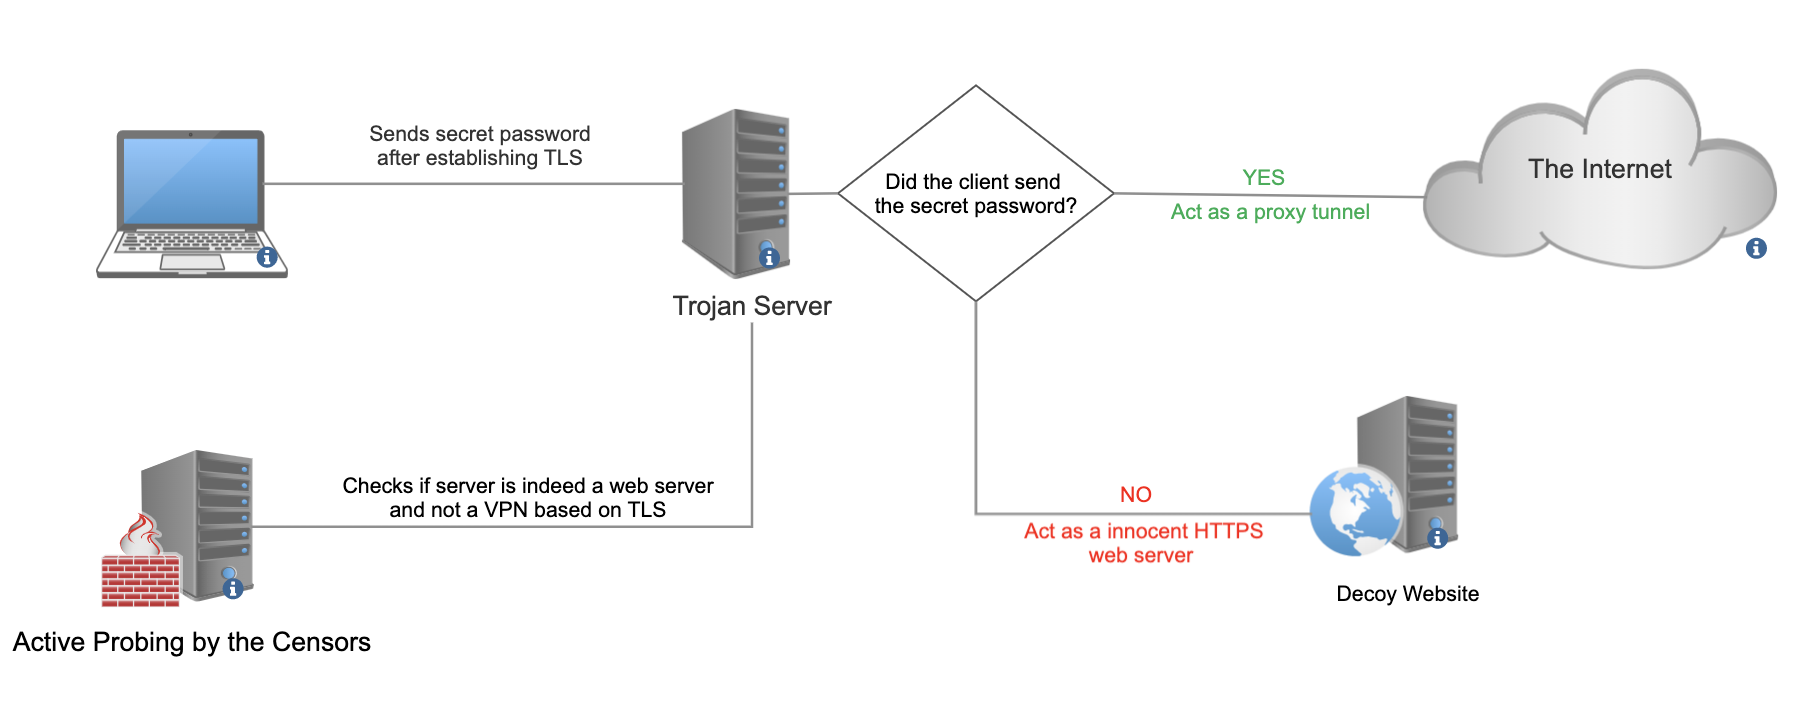 Sends secret password
after establishing TLS
Trojan Server
Did the client send
the secret password?
YES
Act as a proxy tunnel
The Internet
Checks if server is indeed a web server
and not a VPN based on TLS
Active Probing by the Censors
NO
Act as a innocent HTTPS
web server
Decoy Website